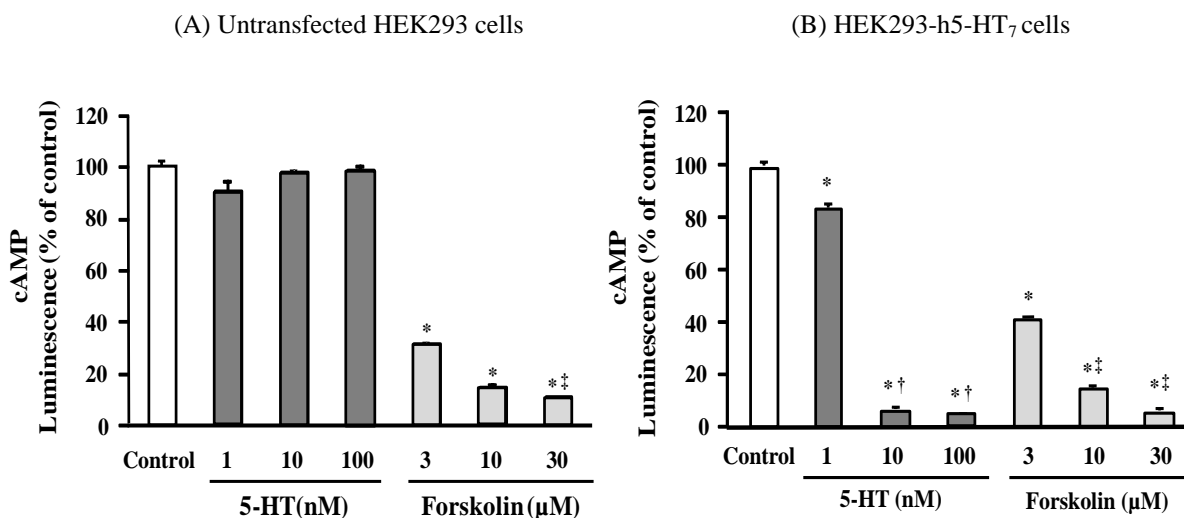 (A) Untransfected HEK293 cells
(B) HEK293-h5-HT₇ cells
cAMP
Luminescence (% of control)
120
100
80
60
40
20
0
*
*
*‡
Control 1 10 100 3 10 30
5-HT(nM) Forskolin (µM)
cAMP
Luminescence (% of control)
120
100
80
60
40
20
0
*
*†
*†
*
*‡
*‡
Control 1 10 100 3 10 30
5-HT (nM) Forskolin (µM)